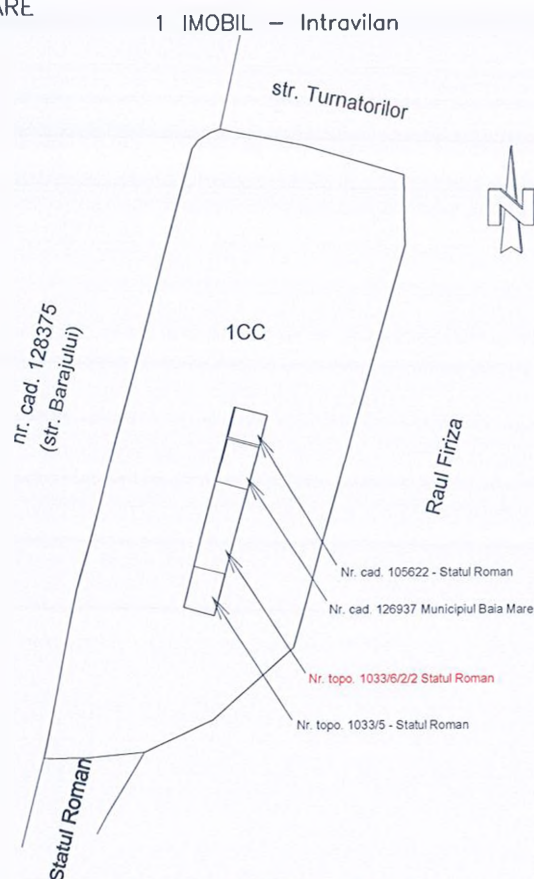 ARE
1 IMOBIL - Intravilan
str. Turnatorilor
N
nr. cad. 128375
(str. Barajului)
1CC
Raul Firiza
Nr. cad. 105622 - Statul Roman
Nr. cad. 126937 Municipiul Baia Mare
Nr. topo. 1033/6/2/2 Statul Roman
Nr. topo. 1033/5 - Statul Roman
Statul Roman